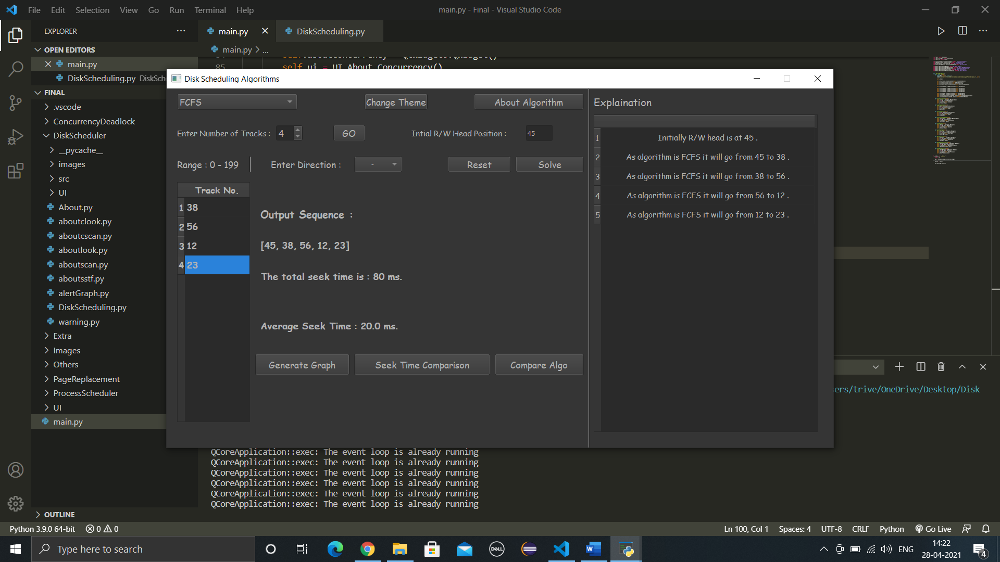 File Edit Selection View Go Run Terminal Help
main.py - Final - Visual Studio Code
EXPLORER
main.py
DiskScheduling.py
OPEN EDITORS
main.py > ...
main.py
85
self.ui = UI_About_Concurrency()
DiskScheduling.py
FINAL
.vscode
ConcurrencyDeadlock
DiskScheduler
__pycache__
images
src
UI
About.py
aboutclook.py
aboutcscan.py
aboutlook.py
aboutscan.py
aboutsstf.py
alertGraph.py
DiskScheduling.py
warning.py
Extra
Images
Others
PageReplacement
ProcessScheduler
UI
main.py
OUTLINE
Disk Scheduling Algorithms
FCFS
Change Theme
About Algorithm
Enter Number of Tracks :
4
GO
Intial R/W Head Position :
45
Range : 0 - 199
Enter Direction :
-
Reset
Solve
Track No.
1 38
2 56
3 12
4 23
Output Sequence :
[45, 38, 56, 12, 23]
The total seek time is : 80 ms.
Average Seek Time : 20.0 ms.
Generate Graph
Seek Time Comparison
Compare Algo
Explaination
1 Initially R/W head is at 45 .
2 As algorithm is FCFS it will go from 45 to 38 .
3 As algorithm is FCFS it will go from 38 to 56 .
4 As algorithm is FCFS it will go from 56 to 12 .
5 As algorithm is FCFS it will go from 12 to 23 .
ers/trive/OneDrive/Desktop/Disk
QCoreApplication::exec: The event loop is already running
QCoreApplication::exec: The event loop is already running
QCoreApplication::exec: The event loop is already running
QCoreApplication::exec: The event loop is already running
QCoreApplication::exec: The event loop is already running
QCoreApplication::exec: The event loop is already running
Python 3.9.0 64-bit
0
0
Ln 100, Col 1
Spaces: 4
UTF-8
CRLF
Python
Go Live
Type here to search
DELL
W
ENG
14:22
28-04-2021
4